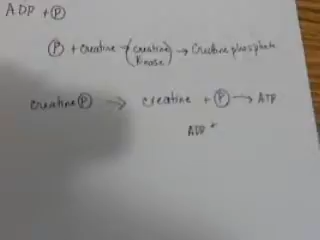 ADP + Ⓟ
Ⓟ + creatine → (creatine kinase) → Creatine phosphate
creatine Ⓟ → creatine + Ⓟ → ATP
ADP +